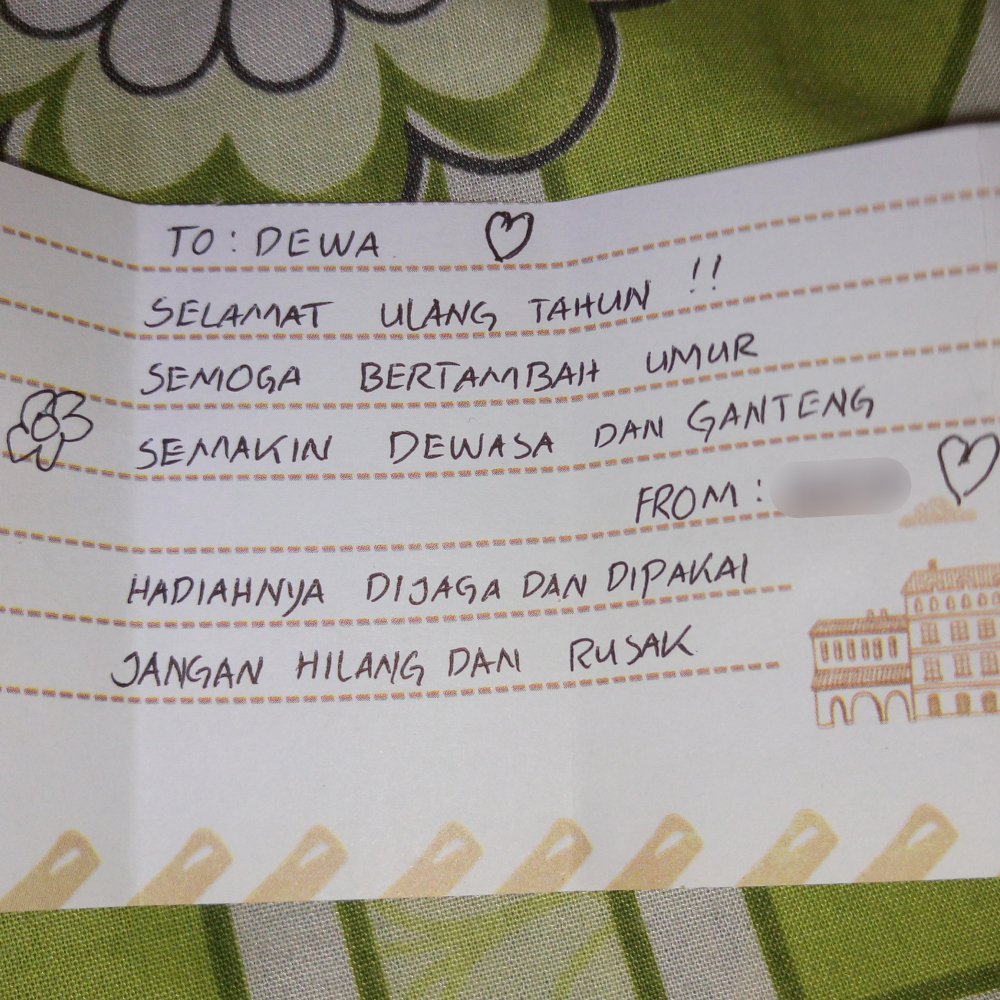 TO : DEWA
SELAMAT ULANG TAHUN !!
SEMOGA BERTAMBAH UMUR
SEMAKIN DEWASA DAN GANTENG
FROM :
HADIAHNYA DIJAGA DAN DIPAKAI
JANGAN HILANG DAN RUSAK